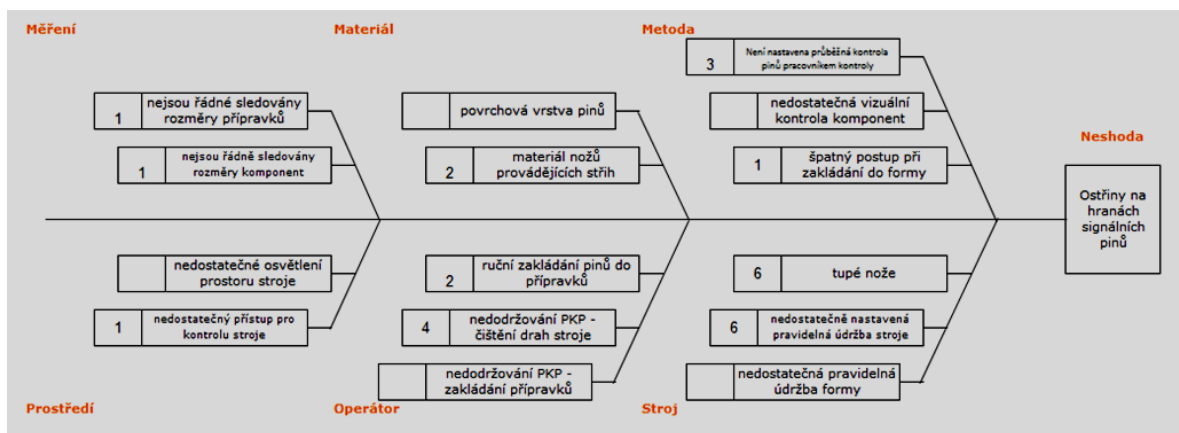 Měření
Materiál
Metoda
3
Není nastavena průběžná kontrola
pinů pracovníkem kontroly
1
nejsou řádné sledovány
rozměry přípravků
povrchová vrstva pinů
nedostatečná vizuální
kontrola komponent
Neshoda
1
nejsou řádně sledovány
rozměry komponent
2
materiál nožů
provádějících střih
1
špatný postup při
zakládání do formy
Ostřiny na
hranách
signálních
pinů
nedostatečné osvětlení
prostoru stroje
2
ruční zakládání pinů do
přípravků
6
tupé nože
1
nedostatečný přístup pro
kontrolu stroje
4
nedodržování PKP -
čištění drah stroje
6
nedostatečně nastavená
pravidelná údržba stroje
nedodržování PKP -
zakládání přípravků
nedostatečná pravidelná
údržba formy
Prostředí
Operátor
Stroj